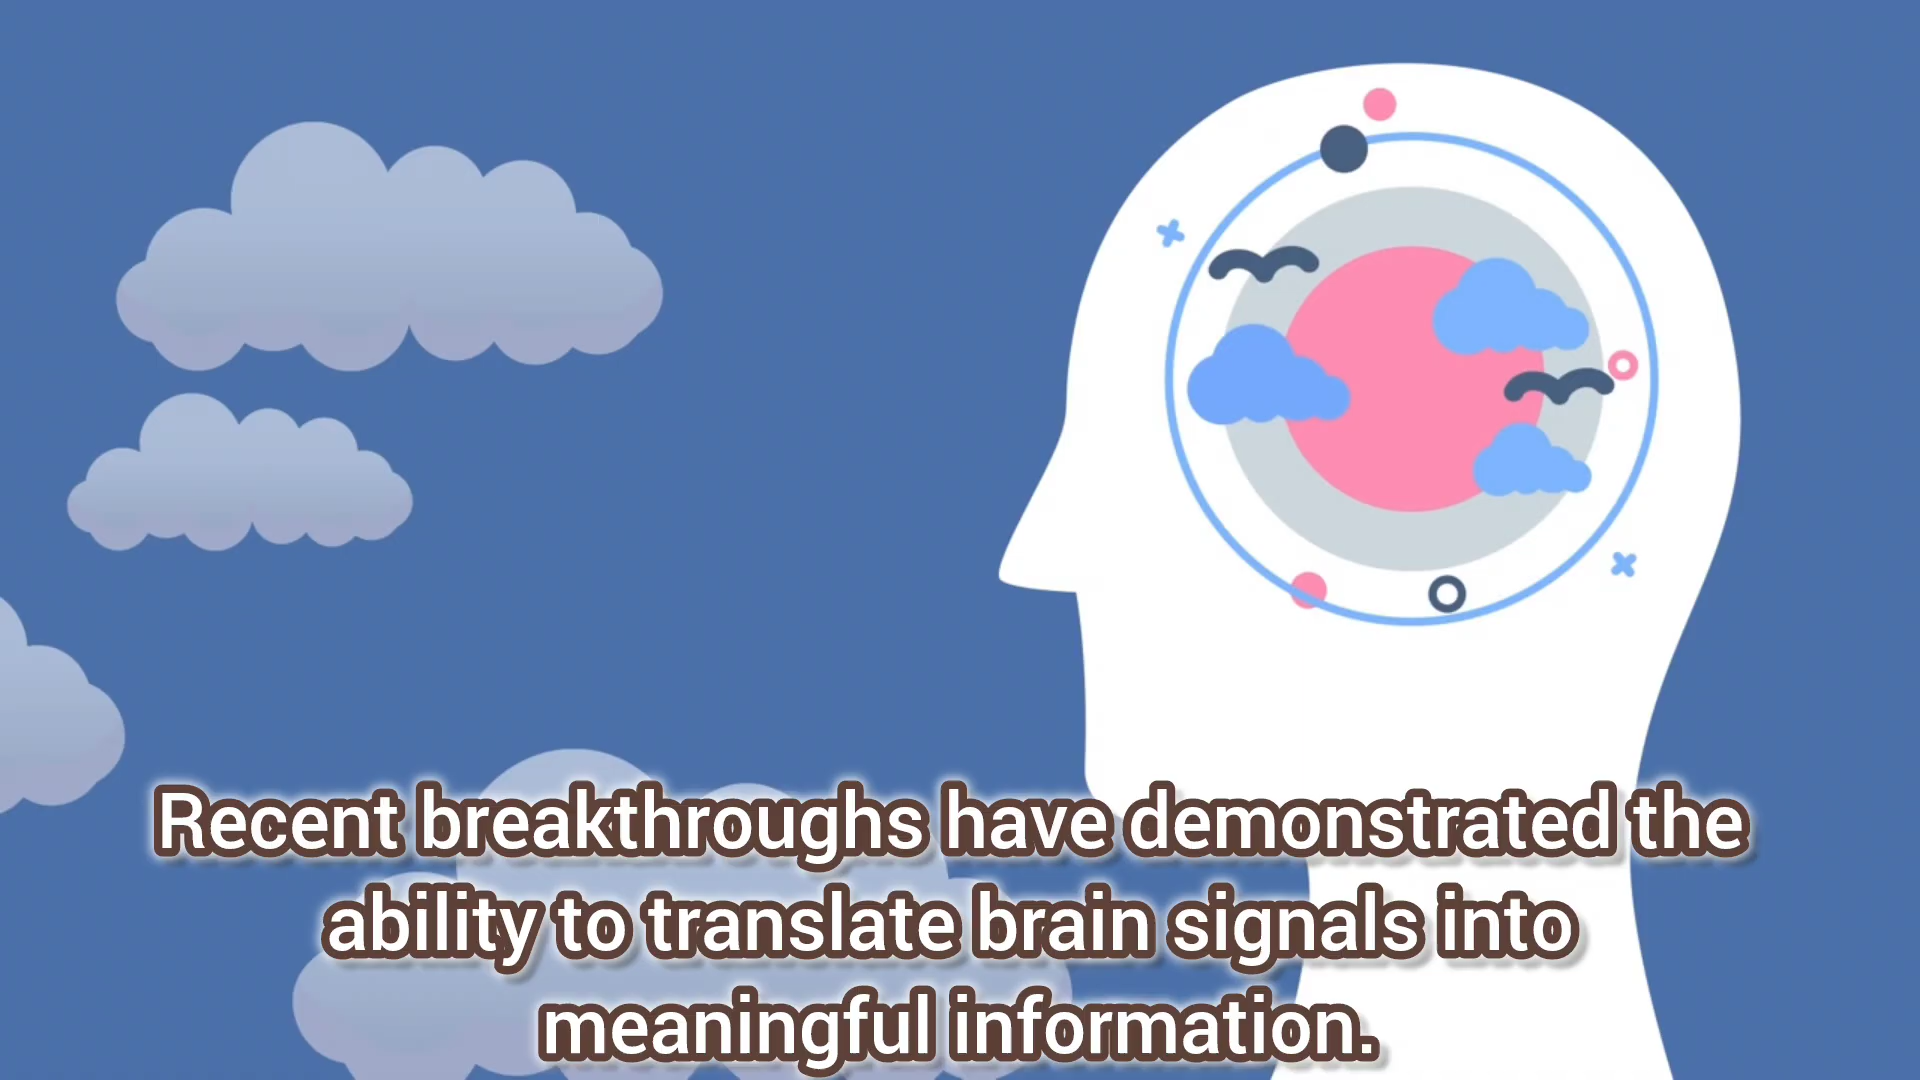 Recent breakthroughs have demonstrated the
ability to translate brain signals into
meaningful information.